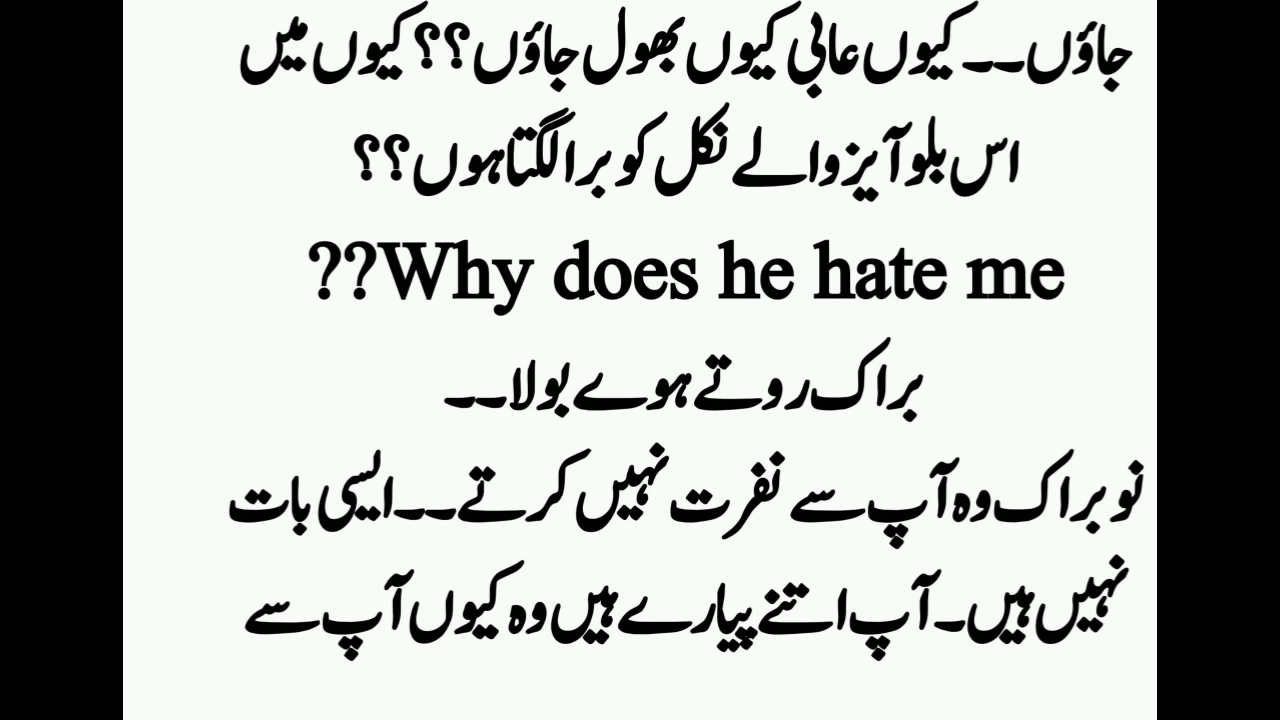 جاؤں۔۔ کیوں عابی کیوں بھول جاؤں؟؟ کیوں میں
اس بلو آیز والے نکل کو برا لگتا ہوں؟؟
??Why does he hate me
براک روتے ہوے بولا۔۔
نو براک وہ آپ سے نفرت نہیں کرتے۔۔ ایسی بات
نہیں ہیں۔ آپ اتنے پیارے ہیں وہ کیوں آپ سے